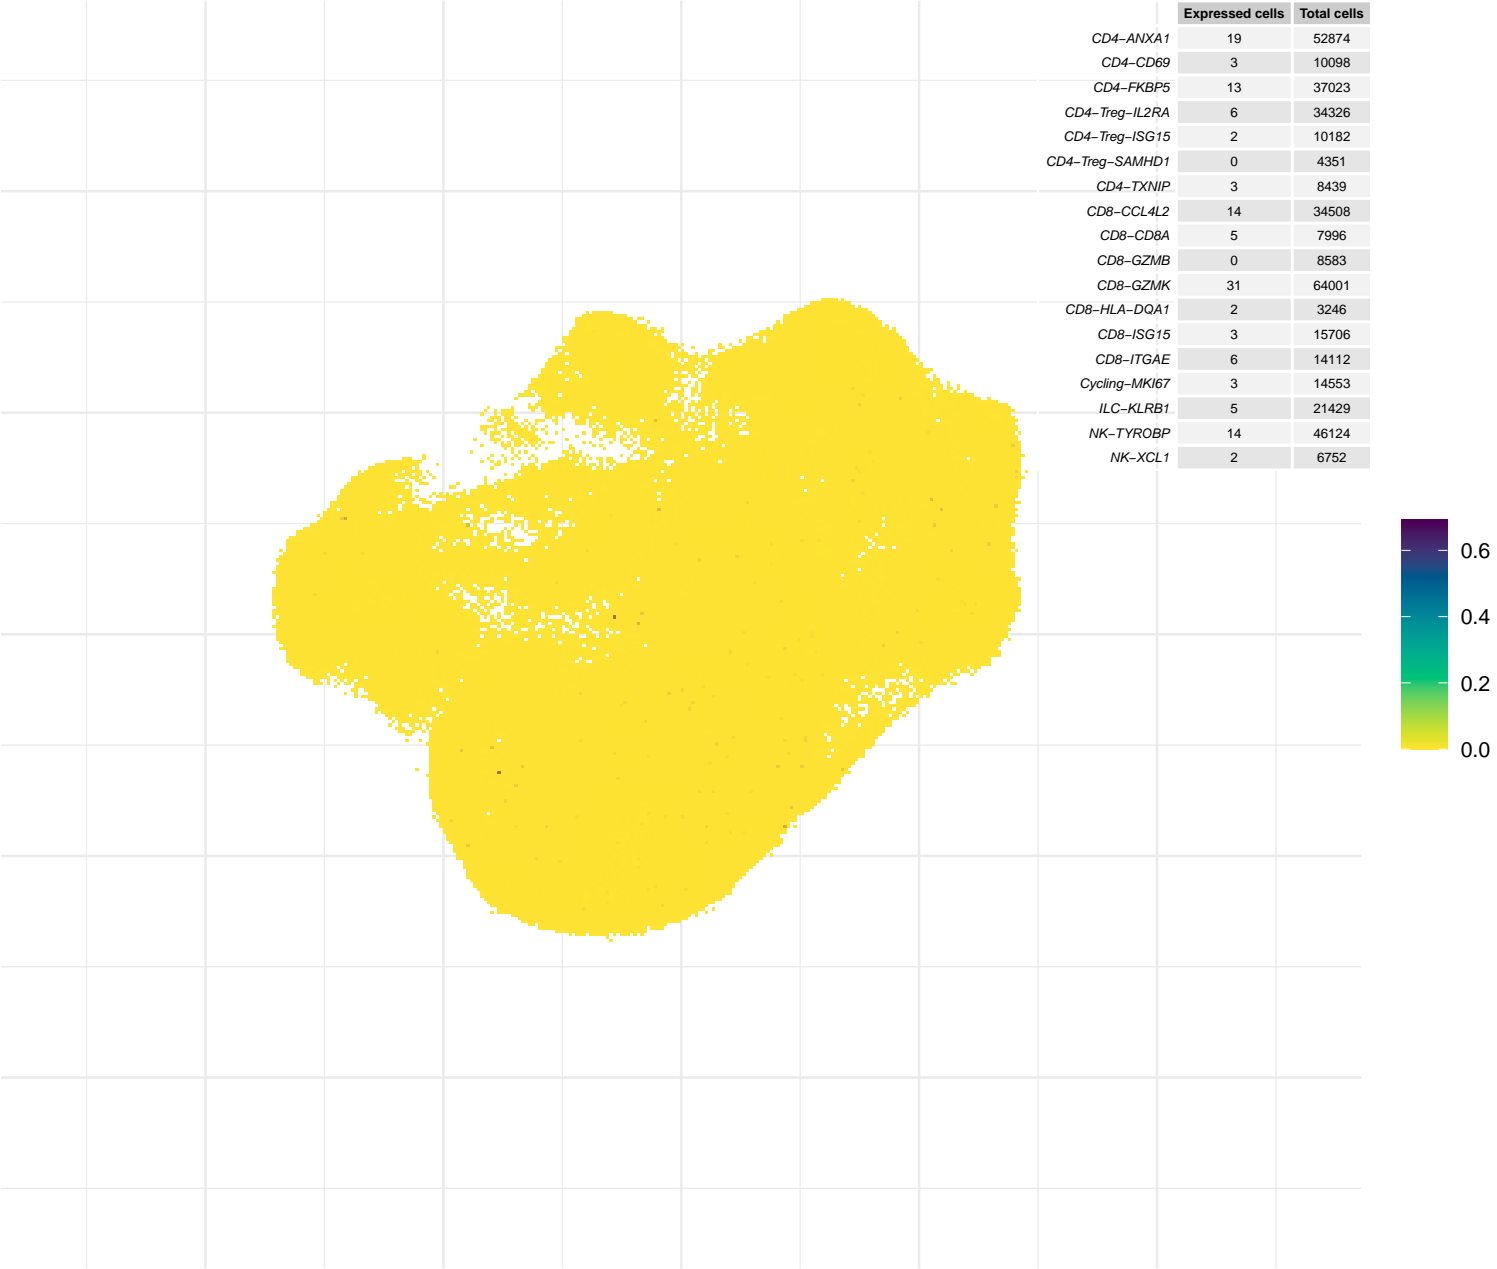 Expressed cells Total cells
CD4−ANXA1 19 52874
CD4−CD69 3 10098
CD4−FKBP5 13 37023
CD4−Treg−IL2RA 6 34326
CD4−Treg−ISG15 2 10182
CD4−Treg−SAMHD1 0 4351
CD4−TXNIP 3 8439
CD8−CCL4L2 14 34508
CD8−CD8A 5 7996
CD8−GZMB 0 8583
CD8−GZMK 31 64001
CD8−HLA−DQA1 2 3246
CD8−ISG15 3 15706
CD8−ITGAE 6 14112
Cycling−MKI67 3 14553
ILC−KLRB1 5 21429
NK−TYROBP 14 46124
NK−XCL1 2 6752
0.6
0.4
0.2
0.0